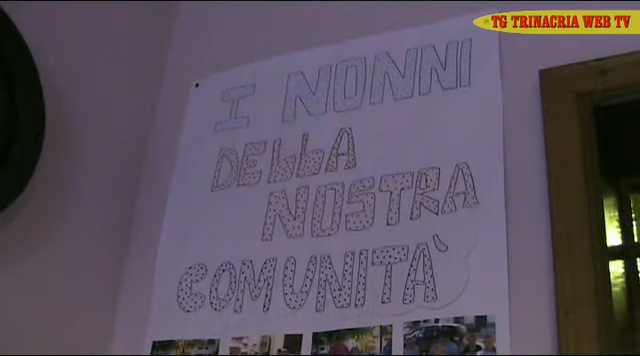 TG TRINACRIA WEB TV
I NONNI
DELLA
NOSTRA
COMUNITÀ